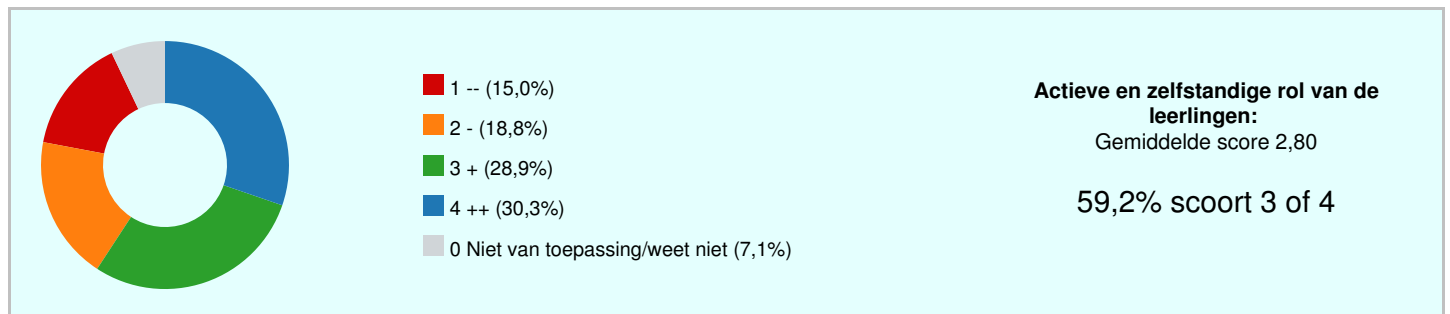 1 -- (15,0%)
2 - (18,8%)
3 + (28,9%)
4 ++ (30,3%)
0 Niet van toepassing/weet niet (7,1%)
Actieve en zelfstandige rol van de
leerlingen:
Gemiddelde score 2,80
59,2% scoort 3 of 4